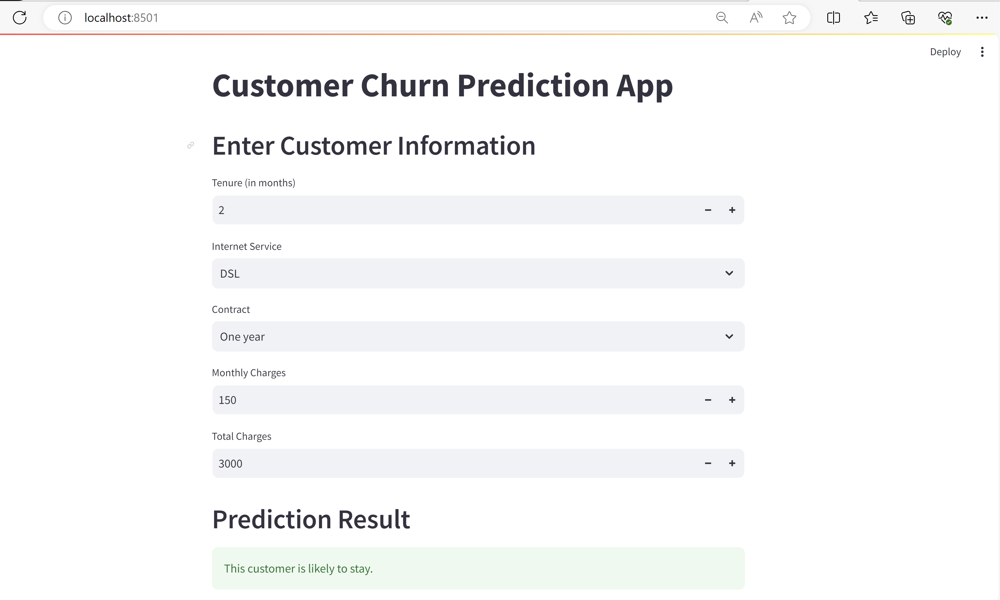 localhost:8501
Deploy
Customer Churn Prediction App
Enter Customer Information
Tenure (in months)
2
Internet Service
DSL
Contract
One year
Monthly Charges
150
Total Charges
3000
Prediction Result
This customer is likely to stay.